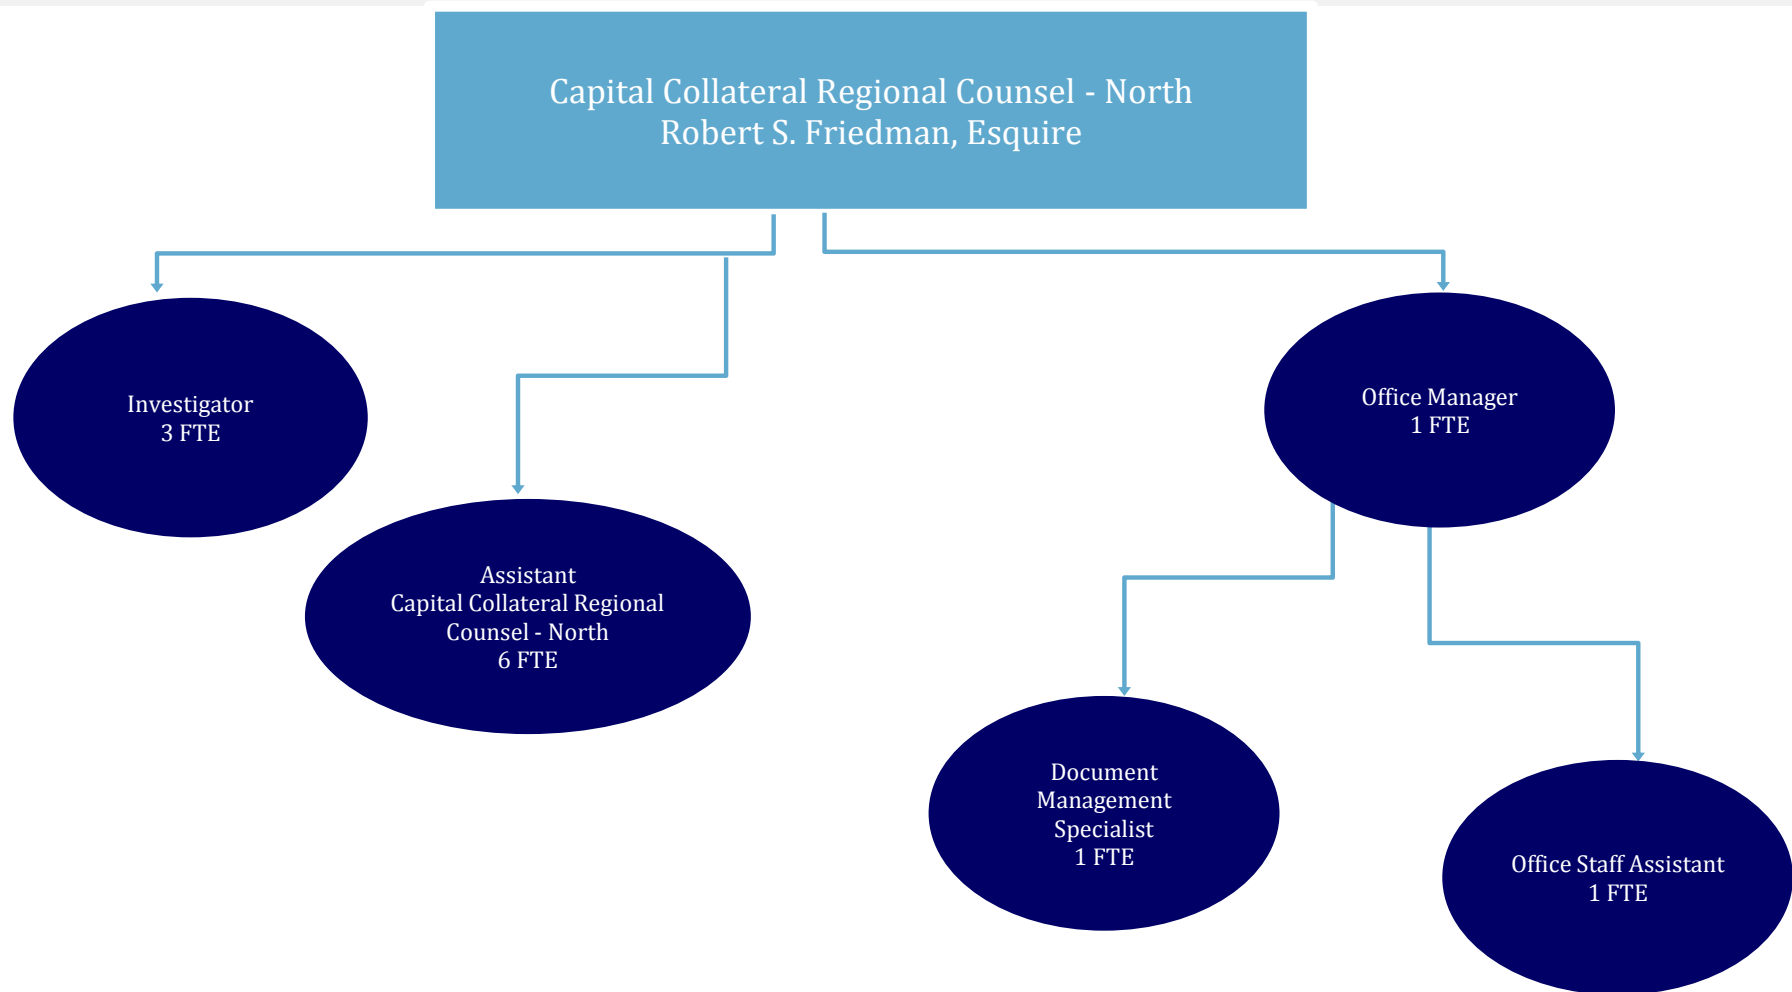 Capital Collateral Regional Counsel - North
Robert S. Friedman, Esquire
Investigator
3 FTE
Office Manager
1 FTE
Assistant
Capital Collateral Regional
Counsel - North
6 FTE
Document
Management
Specialist
1 FTE
Office Staff Assistant
1 FTE